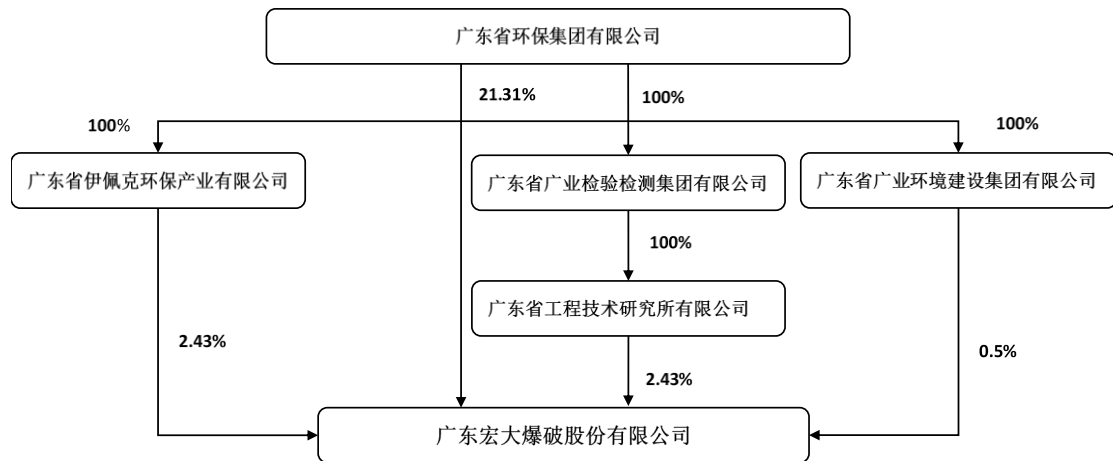 广东省环保集团有限公司
21.31%
100%
100%
100%
广东省伊佩克环保产业有限公司
广东省广业检验检测集团有限公司
广东省广业环境建设集团有限公司
100%
广东省工程技术研究所有限公司
2.43%
0.5%
2.43%
广东宏大爆破股份有限公司